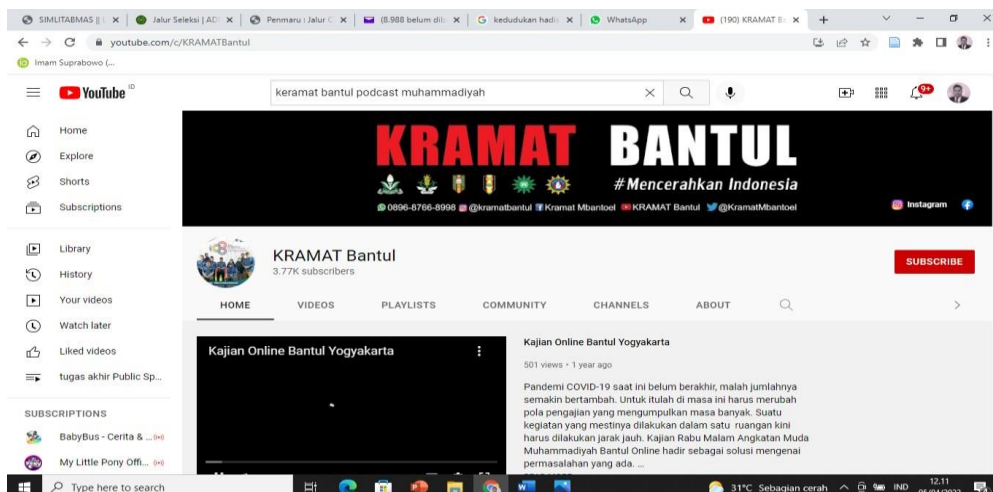 SIMLITABMAS ||
Jalur Seleksi | AD
Penmaru : Jalur
(8.988 belum dib
kedudukan hadis
WhatsApp
(190) KRAMAT Ba
youtube.com/c/KRAMATBantul
Imam Suprabowo (...
YouTube ID
keramat bantul podcast muhammadiyah
9+
Home
Explore
Shorts
Subscriptions
Library
History
Your videos
Watch later
Liked videos
tugas akhir Public Sp...
SUBSCRIPTIONS
BabyBus - Cerita & ...
My Little Pony Offi...
KRAMAT BANTUL
#Mencerahkan Indonesia
0896-8766-8998 @kramatbantul Kramat Mbantoel KRAMAT Bantul @KramatMbantoel
Instagram
KRAMAT Bantul
3.77K subscribers
SUBSCRIBE
HOME VIDEOS PLAYLISTS COMMUNITY CHANNELS ABOUT
Kajian Online Bantul Yogyakarta
Kajian Online Bantul Yogyakarta
501 views • 1 year ago
Pandemi COVID-19 saat ini belum berakhir, malah jumlahnya
semakin bertambah. Untuk itulah di masa ini harus merubah
pola pengajian yang mengumpulkan masa banyak. Suatu
kegiatan yang mestinya dilakukan dalam satu ruangan kini
harus dilakukan jarak jauh. Kajian Rabu Malam Angkatan Muda
Muhammadiyah Bantul Online hadir sebagai solusi mengenai
permasalahan yang ada. ...
Type here to search
31°C Sebagian cerah
IND
12.11